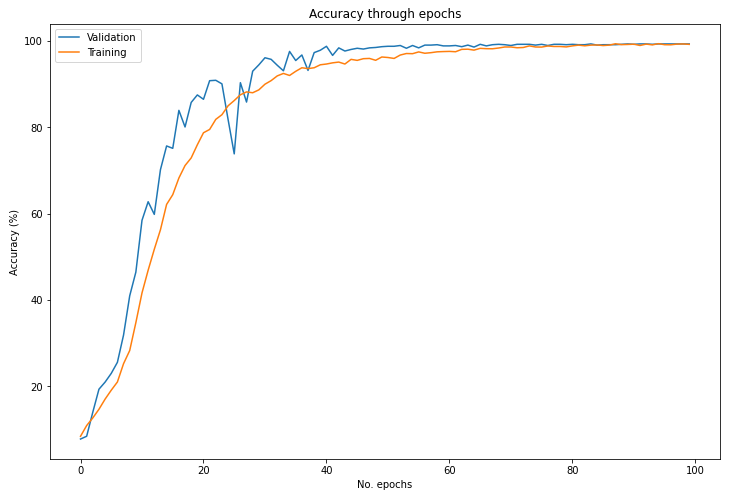 Accuracy through epochs
Validation
Training
Accuracy (%)
100
80
60
40
20
0 20 40 60 80 100
No. epochs